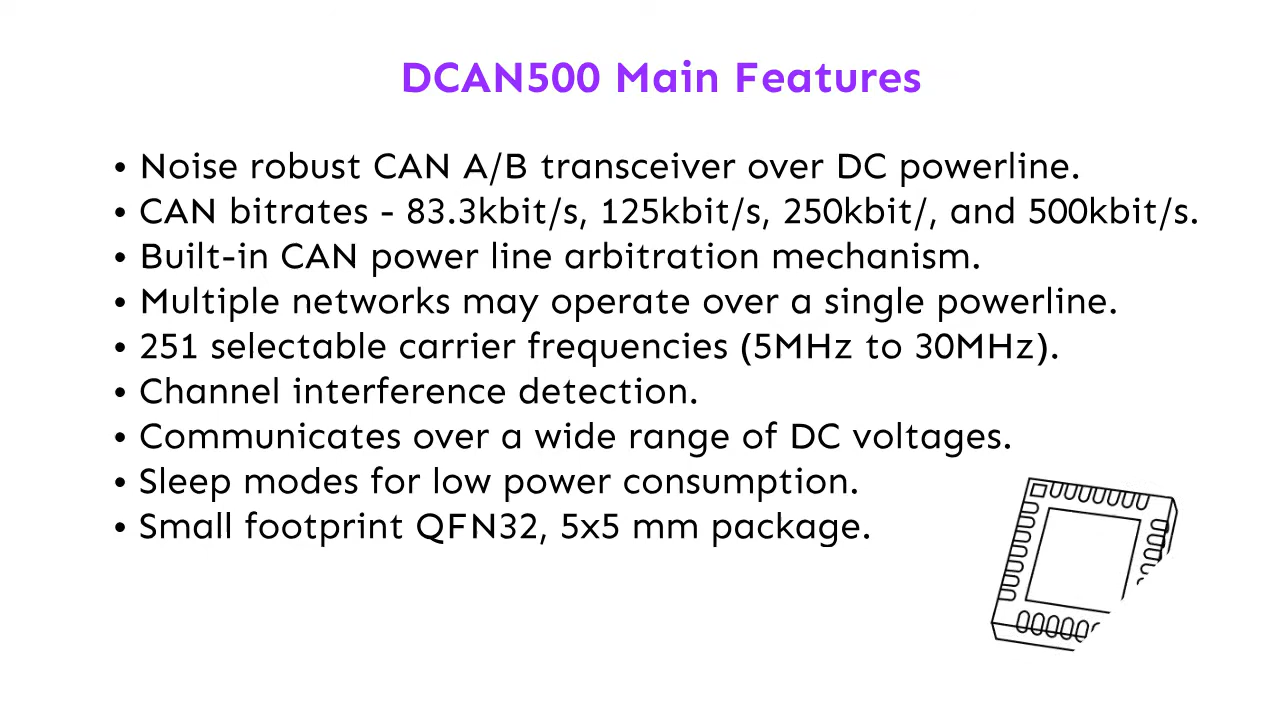 DCAN500 Main Features
• Noise robust CAN A/B transceiver over DC powerline.
• CAN bitrates - 83.3kbit/s, 125kbit/s, 250kbit/, and 500kbit/s.
• Built-in CAN power line arbitration mechanism.
• Multiple networks may operate over a single powerline.
• 251 selectable carrier frequencies (5MHz to 30MHz).
• Channel interference detection.
• Communicates over a wide range of DC voltages.
• Sleep modes for low power consumption.
• Small footprint QFN32, 5x5 mm package.